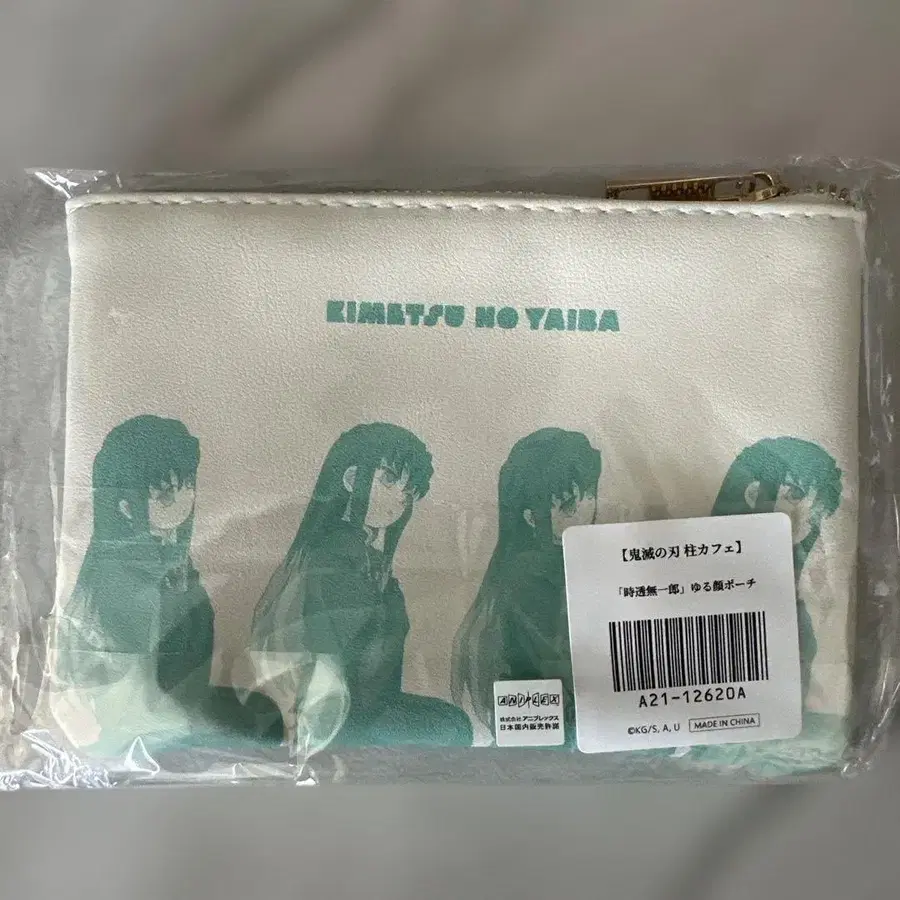 KIMETSU NO YAIBA
【鬼滅の刃 柱カフェ】
「時透無一郎」ゆる顔ポーチ
A21-12620A
©KG/S, A, U
MADE IN CHINA
ANIPLEX
株式会社アニプレックス
日本国内販売許諾